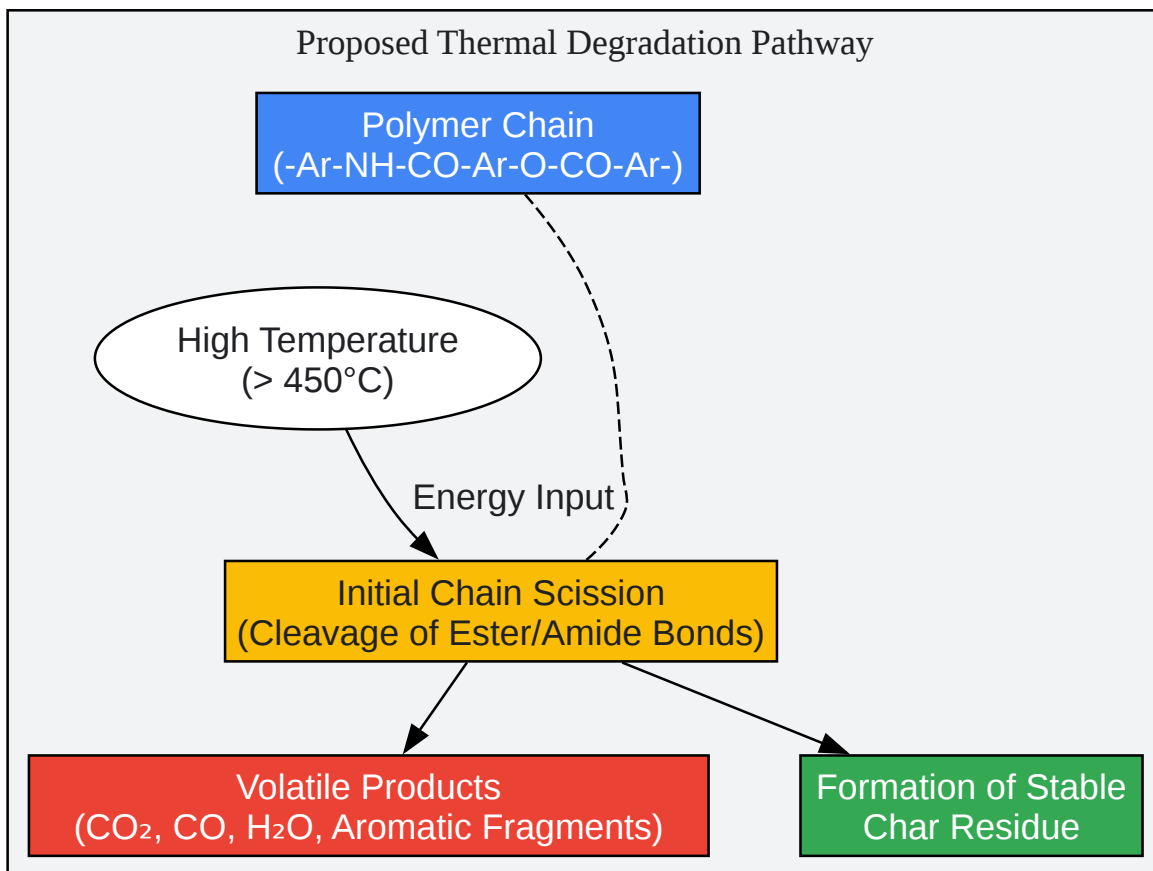 Proposed Thermal Degradation Pathway
Polymer Chain
(-Ar-NH-CO-Ar-O-CO-Ar-)
High Temperature
(> 450°C)
Energy Input
Initial Chain Scission
(Cleavage of Ester/Amide Bonds)
Volatile Products
(CO₂, CO, H₂O, Aromatic Fragments)
Formation of Stable
Char Residue